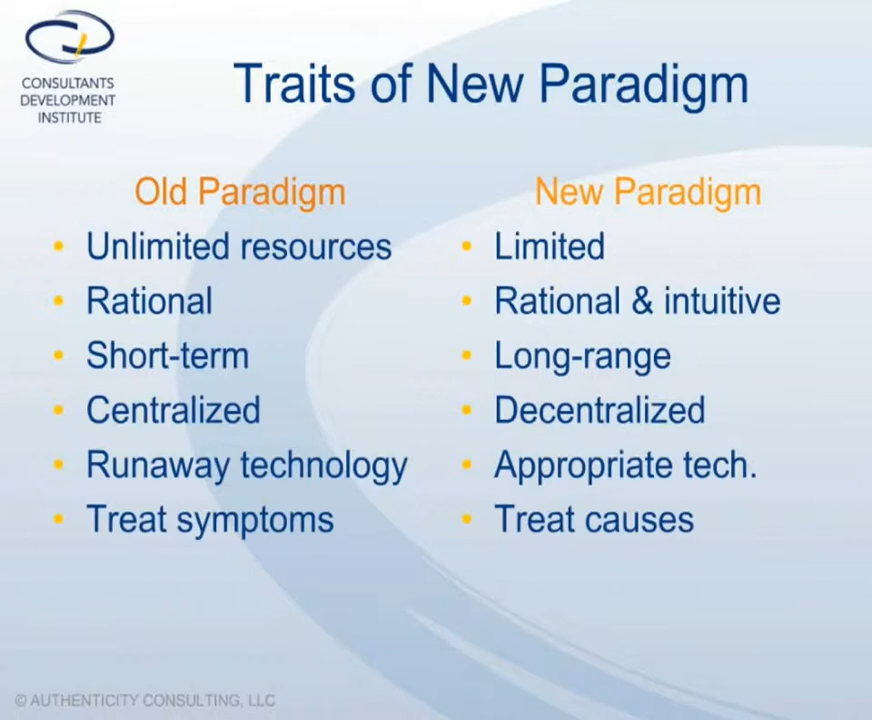 CONSULTANTS
DEVELOPMENT
INSTITUTE
Traits of New Paradigm
Old Paradigm
• Unlimited resources
• Rational
• Short-term
• Centralized
• Runaway technology
• Treat symptoms
New Paradigm
• Limited
• Rational & intuitive
• Long-range
• Decentralized
• Appropriate tech.
• Treat causes
© AUTHENTICITY CONSULTING, LLC